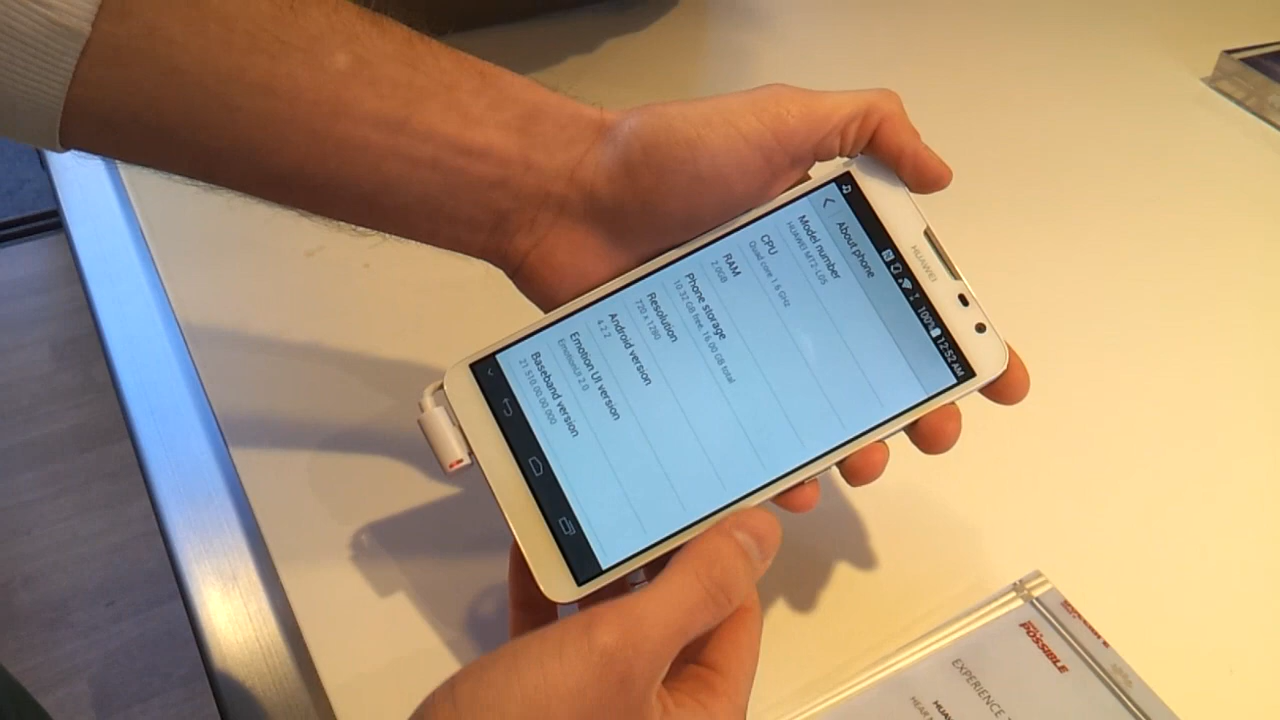 HUAWEI
100% 12:52 AM
About phone
Model number
HUAWEI MT2-L05
CPU
Quad core 1.6 GHz
RAM
2.0GB
Phone storage
10.32 GB free, 16.00 GB total
Resolution
720 x 1280
Android version
4.2.2
Emotion UI version
EmotionUI 2.0
Baseband version
21.510.00.00.000
POSSIBLE
EXPERIENCE